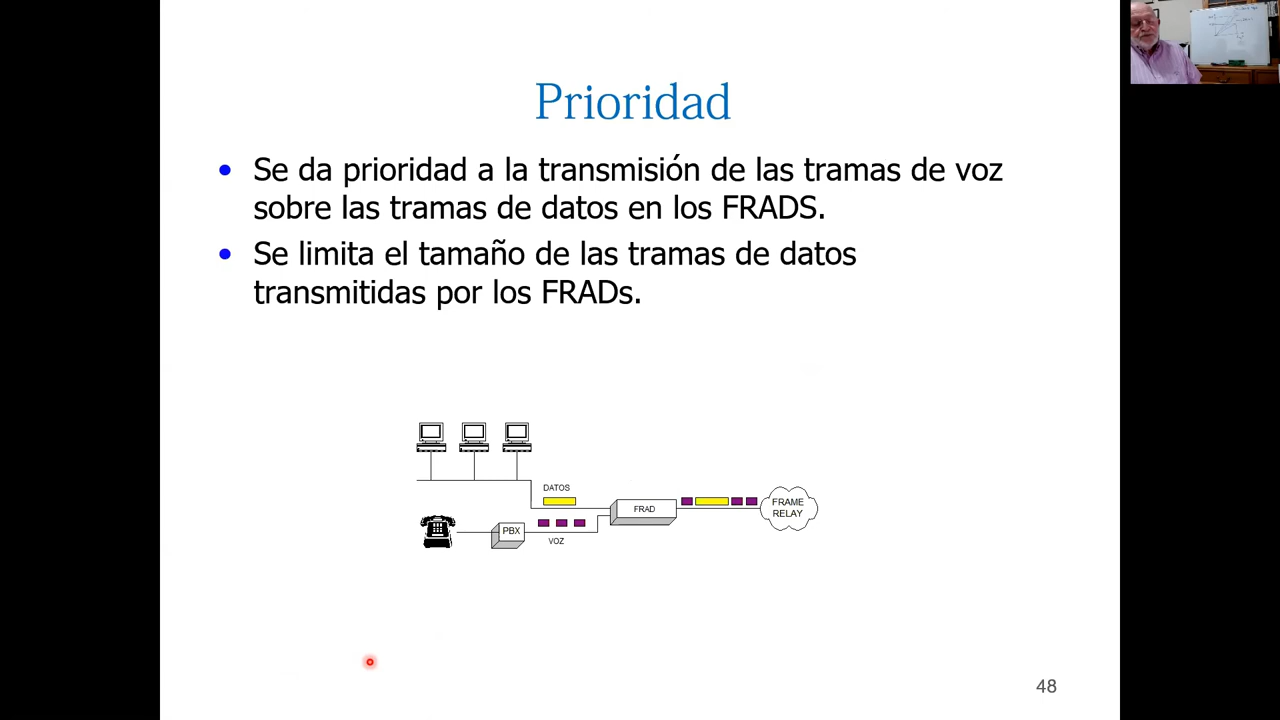 Prioridad
Se da prioridad a la transmisión de las tramas de voz
sobre las tramas de datos en los FRADS.
Se limita el tamaño de las tramas de datos
transmitidas por los FRADs.
DATOS
FRAD
FRAME
RELAY
PBX
VOZ
48